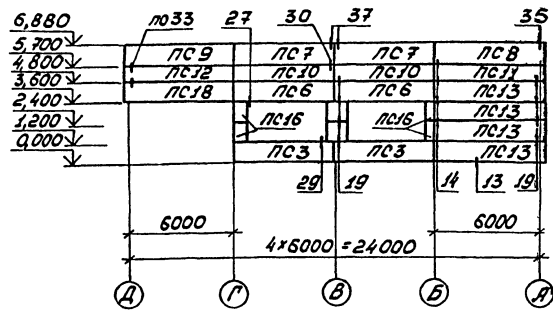 6,880 по 33 27 30 37 35
5,700 ПС9 ПС7 ПС7 ПС8
4,800 ПС12 ПС10 ПС10 ПС11
3,600 ПС18 ПС6 ПС6 ПС13
2,400 ПС13
1,200 ПС16 ПС16 ПС13
0,000 ПС3 ПС3 ПС13
29 19 14 13 19
6000 6000
4×6000 = 24000
Д Г В Б А